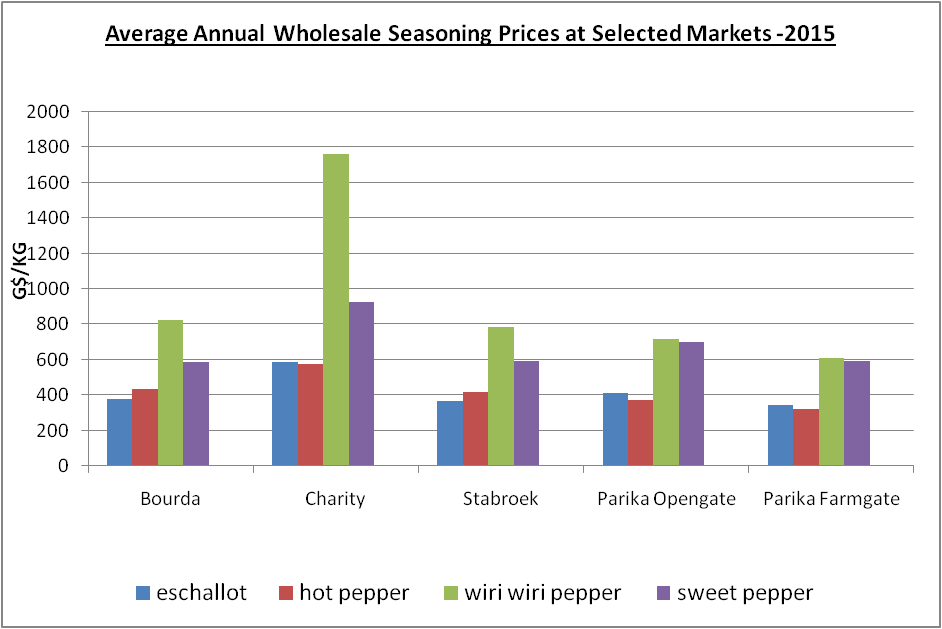 Average Annual Wholesale Seasoning Prices at Selected Markets -2015
G$/KG
2000
1800
1600
1400
1200
1000
800
600
400
200
0
Bourda Charity Stabroek Parika Opengate Parika Farmgate
eschallot hot pepper wiri wiri pepper sweet pepper